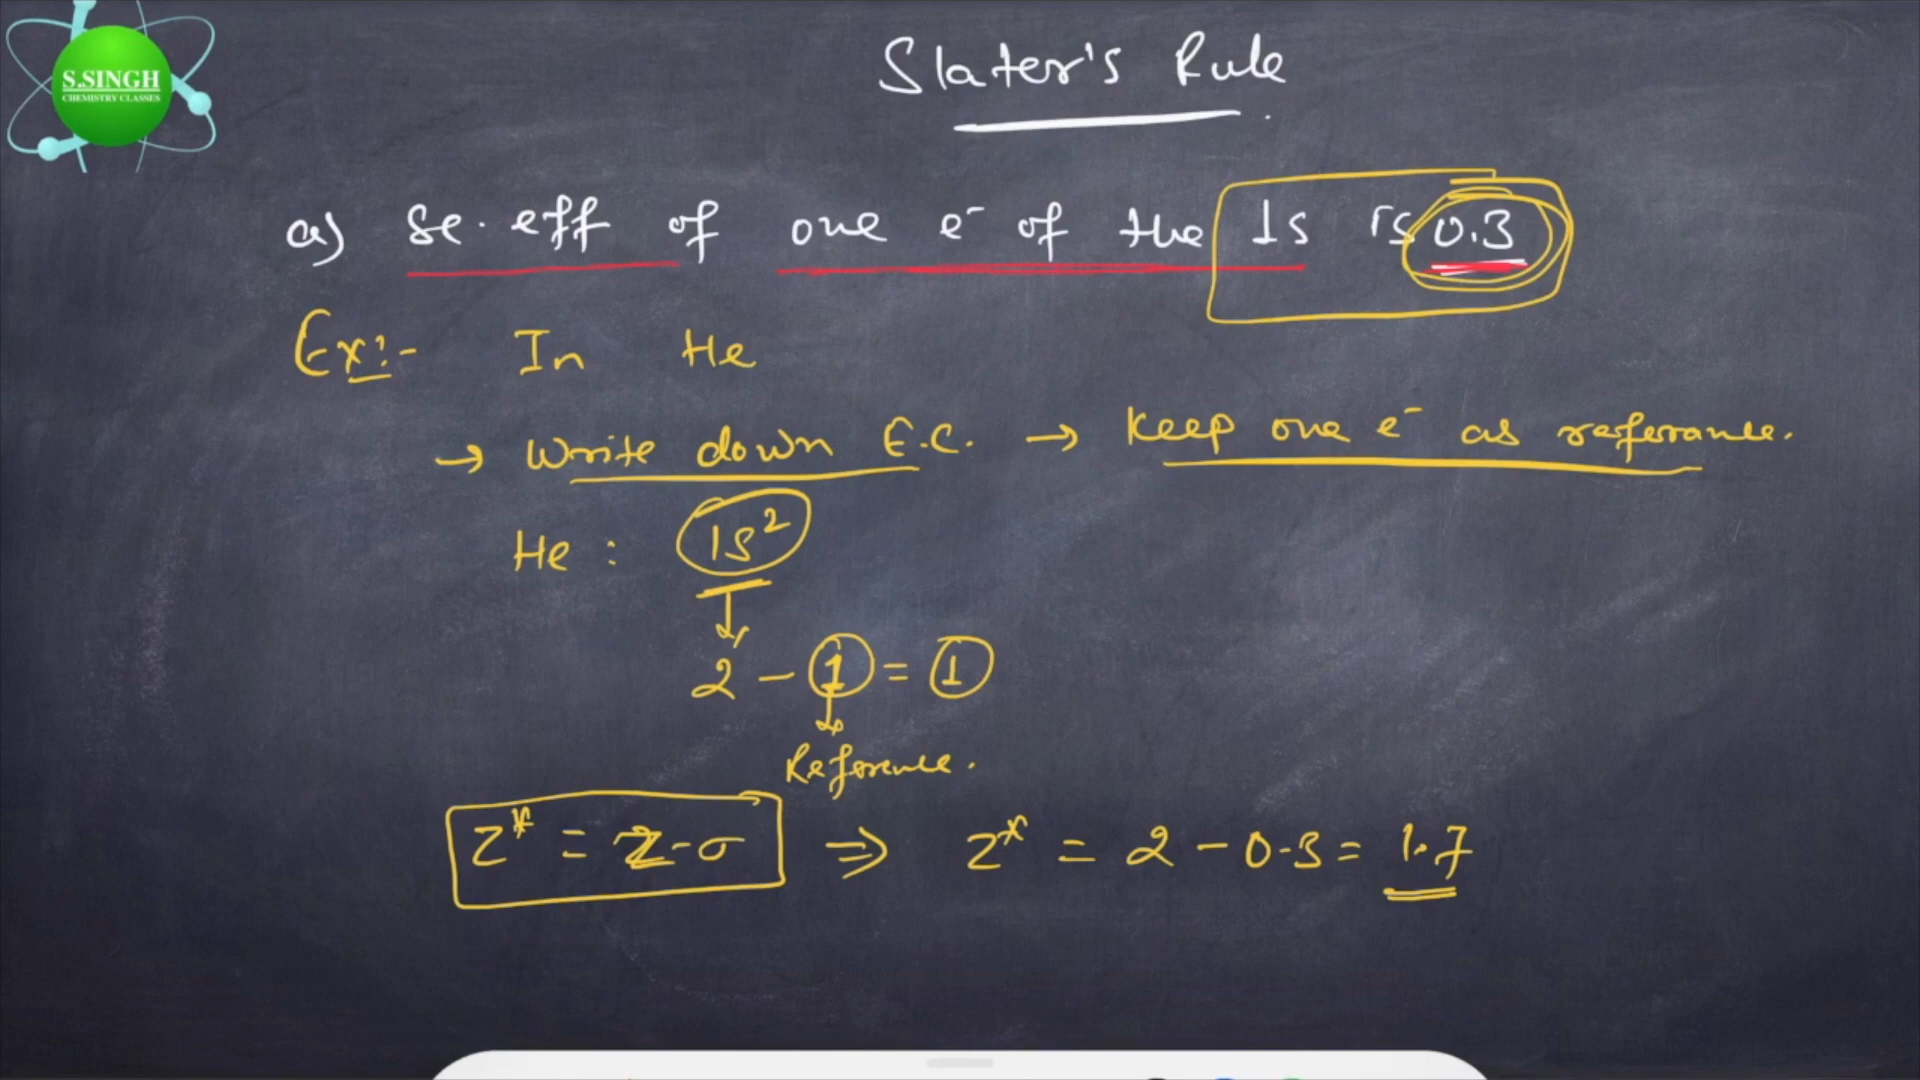 S.SINGH
CHEMISTRY CLASSES
Slater's Rule
a) Sc. eff of one e⁻ of the 1s is 0.3
Ex:- In He
→ Write down E.C. → Keep one e⁻ as referance.
He : 1s²
2 - 1 = 1
Reference.
Z* = Z-σ ⇒ Z* = 2 - 0.3 = 1.7